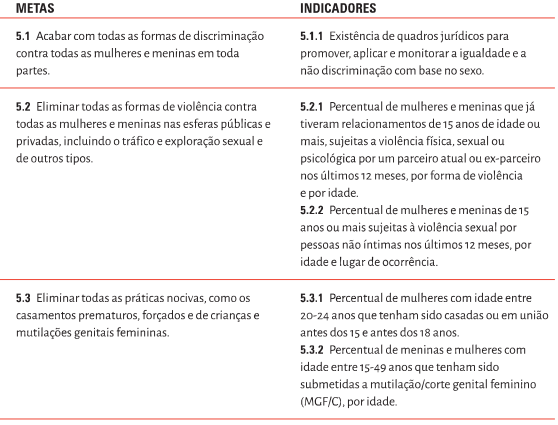 METAS
INDICADORES
5.1 Acabar com todas as formas de discriminação
contra todas as mulheres e meninas em toda
partes.
5.1.1 Existência de quadros jurídicos para
promover, aplicar e monitorar a igualdade e a
não discriminação com base no sexo.
5.2 Eliminar todas as formas de violência contra
todas as mulheres e meninas nas esferas públicas e
privadas, incluindo o tráfico e exploração sexual e
de outros tipos.
5.2.1 Percentual de mulheres e meninas que já
tiveram relacionamentos de 15 anos de idade ou
mais, sujeitas a violência física, sexual ou
psicológica por um parceiro atual ou ex-parceiro
nos últimos 12 meses, por forma de violência
e por idade.
5.2.2 Percentual de mulheres e meninas de 15
anos ou mais sujeitas à violência sexual por
pessoas não íntimas nos últimos 12 meses, por
idade e lugar de ocorrência.
5.3 Eliminar todas as práticas nocivas, como os
casamentos prematuros, forçados e de crianças e
mutilações genitais femininas.
5.3.1 Percentual de mulheres com idade entre
20-24 anos que tenham sido casadas ou em união
antes dos 15 e antes dos 18 anos.
5.3.2 Percentual de meninas e mulheres com
idade entre 15-49 anos que tenham sido
submetidas a mutilação/corte genital feminino
(MGF/C), por idade.